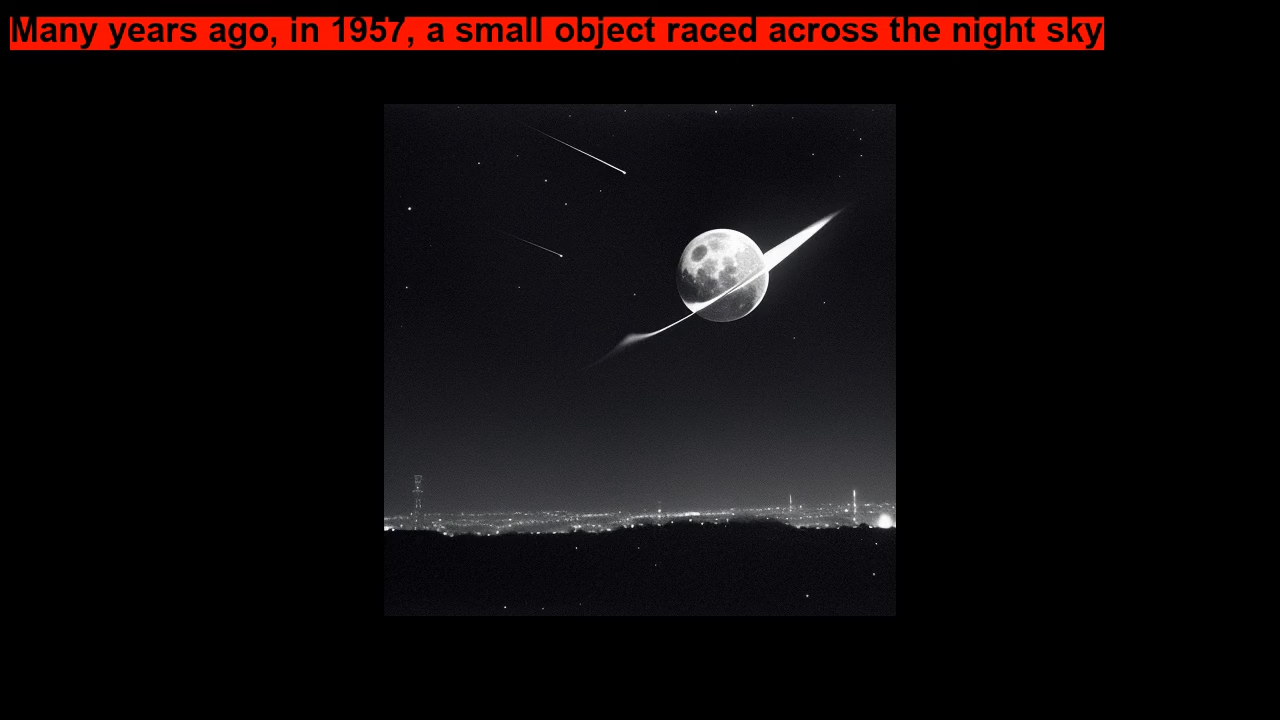 Many years ago, in 1957, a small object raced across the night sky